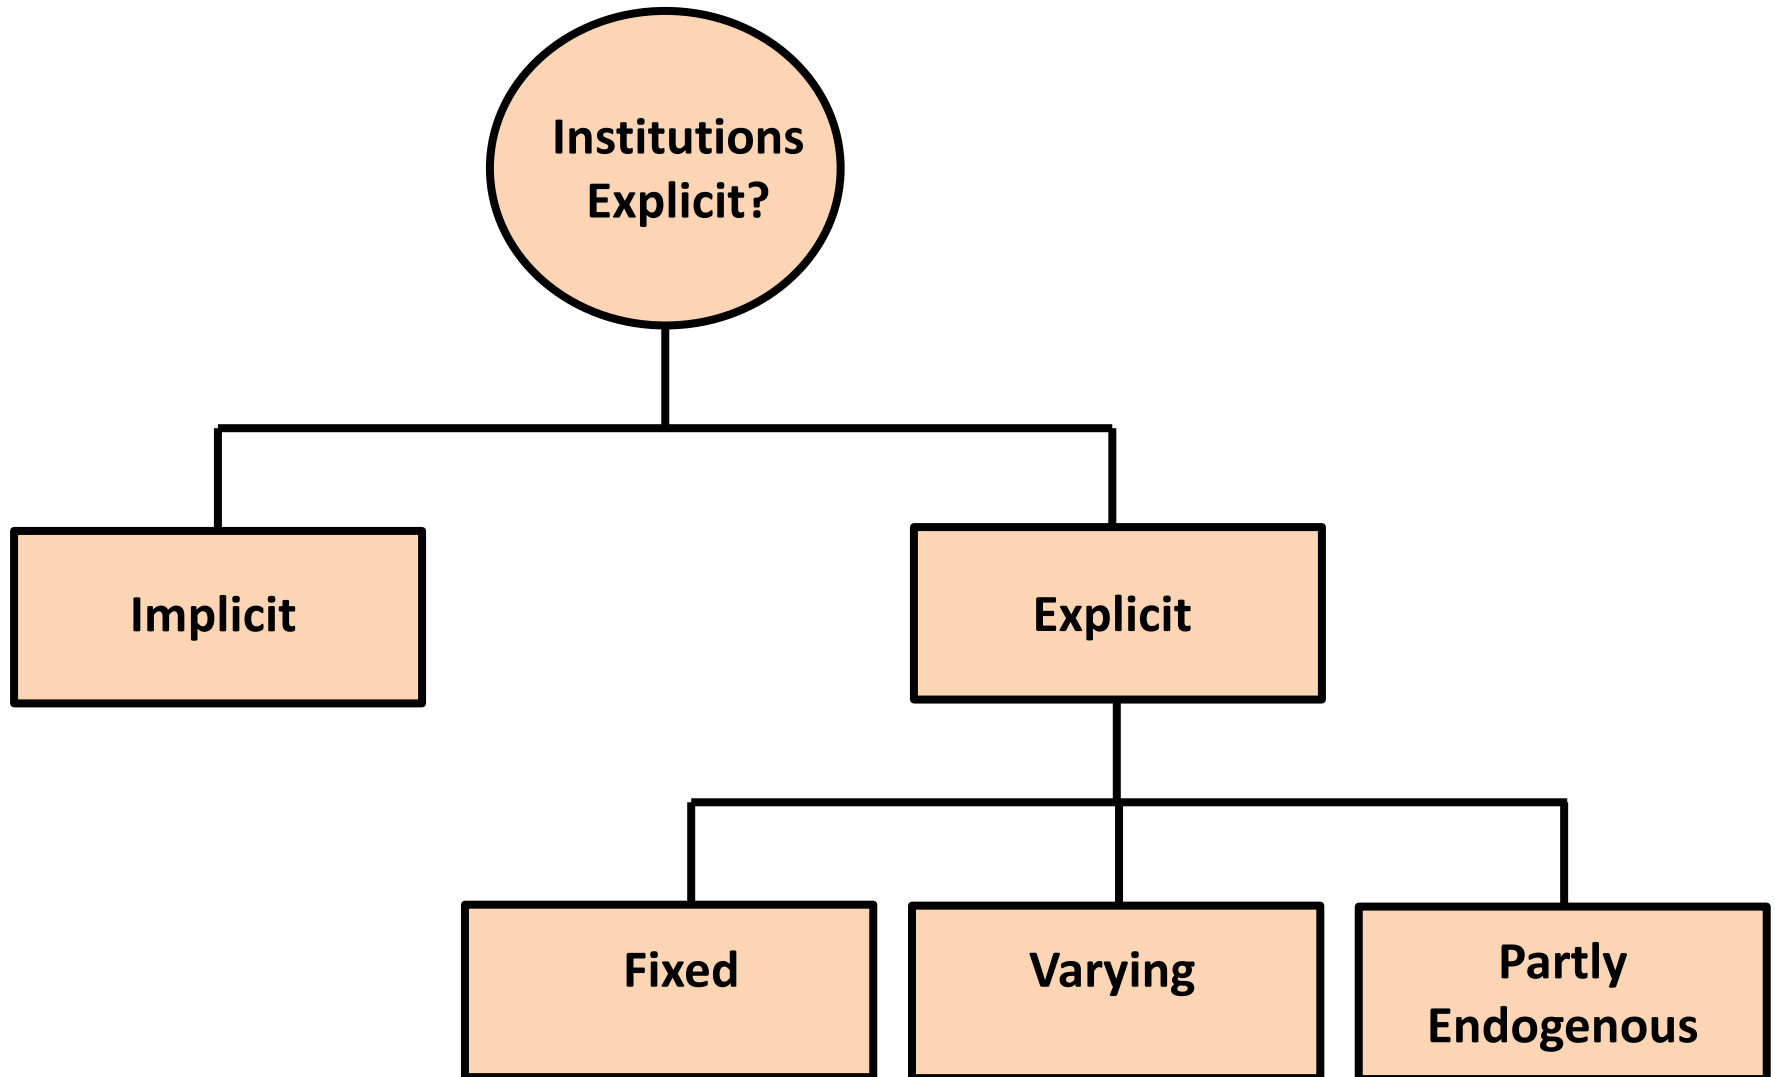 Institutions
Explicit?
Implicit
Explicit
Fixed
Varying
Partly
Endogenous